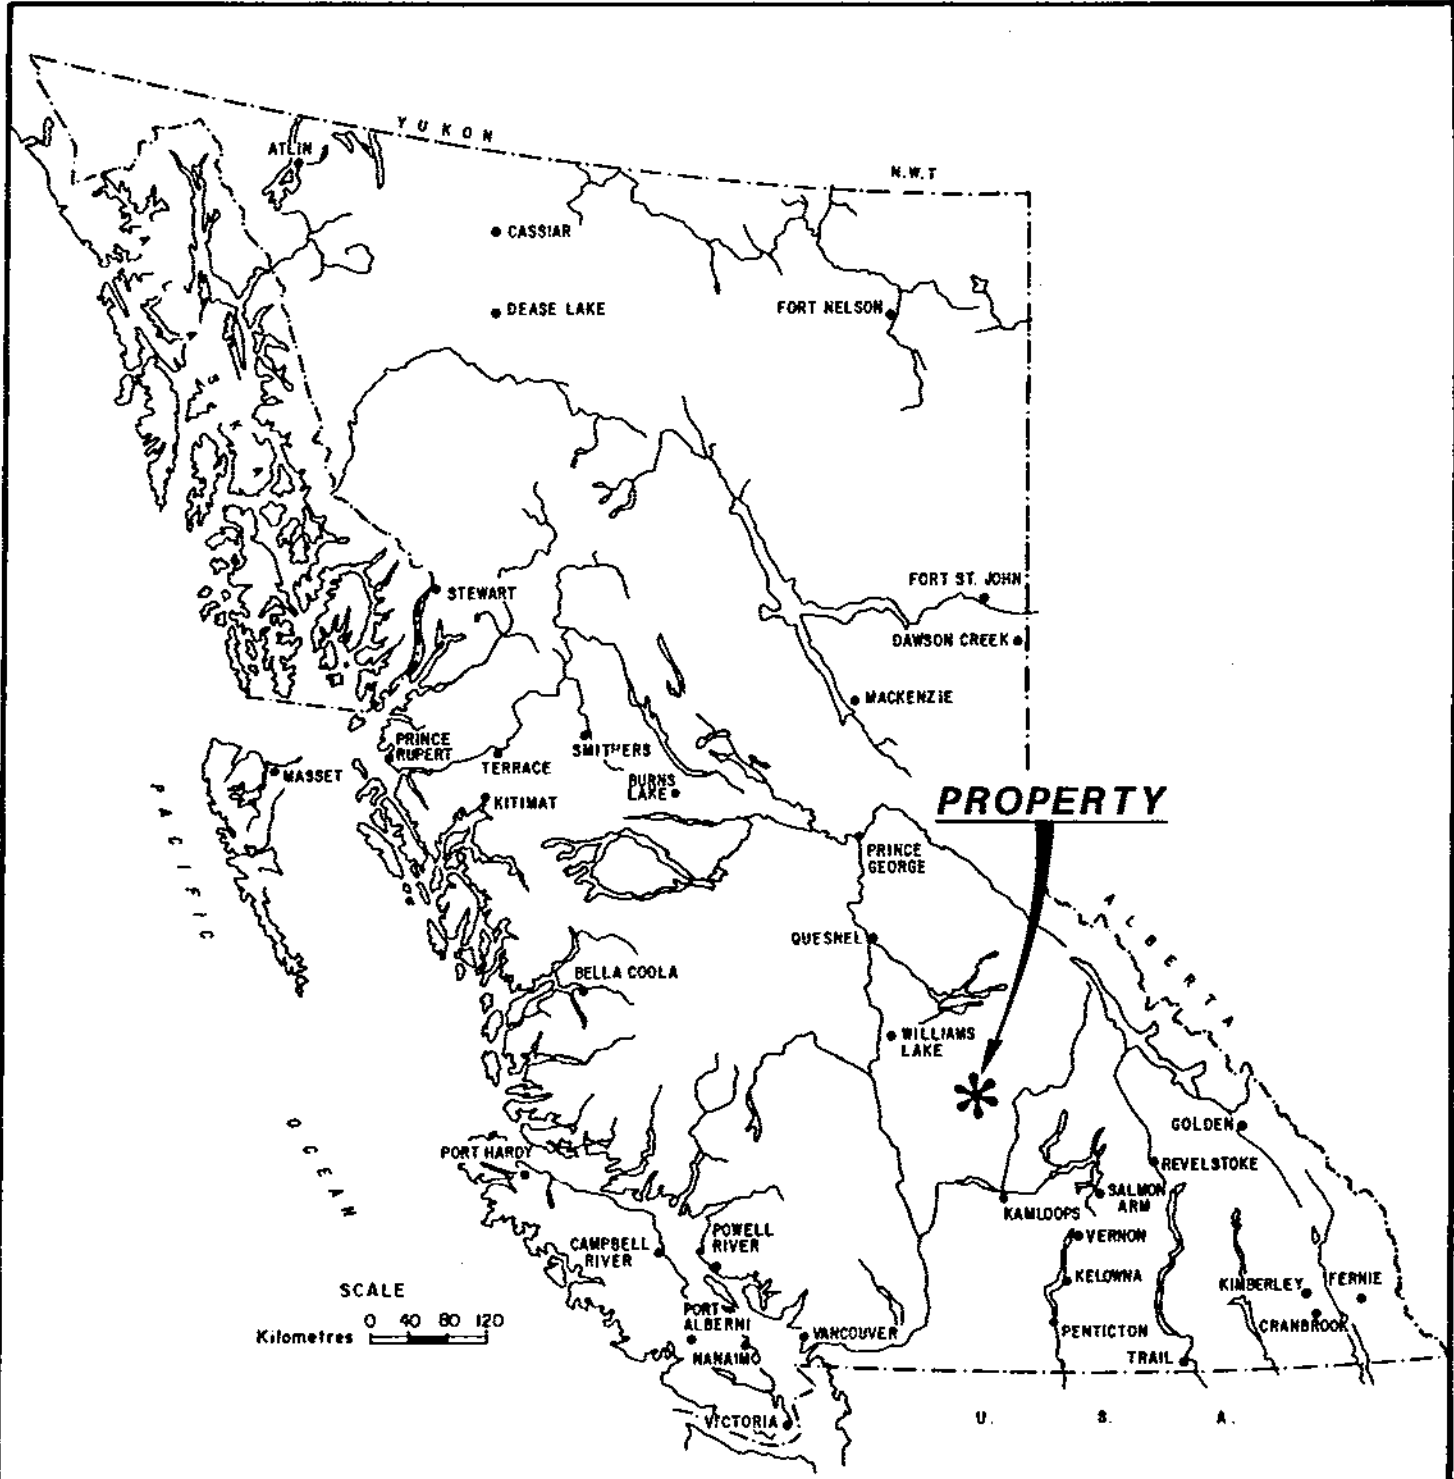 YUKON
N.W.T
ATLIN
CASSIAR
DEASE LAKE
FORT NELSON
ALASKA
STEWART
FORT ST. JOHN
DAWSON CREEK
MACKENZIE
PRINCE
RUPERT
SMITHERS
TERRACE
MASSET
BURNS
LAKE
KITIMAT
PROPERTY
PRINCE
GEORGE
PACIFIC
ALBERTA
QUESNEL
BELLA COOLA
WILLIAMS
LAKE
GOLDEN
OCEAN
PORT HARDY
REVELSTOKE
SALMON
ARM
KAMLOOPS
POWELL
RIVER
CAMPBELL
RIVER
VERNON
KELOWNA
KIMBERLEY
FERNIE
SCALE
0 40 80 120
Kilometres
PORT
ALBERNI
CRANBROOK
VANCOUVER
PENTICTON
NANAIMO
TRAIL
VICTORIA
U. S. A.